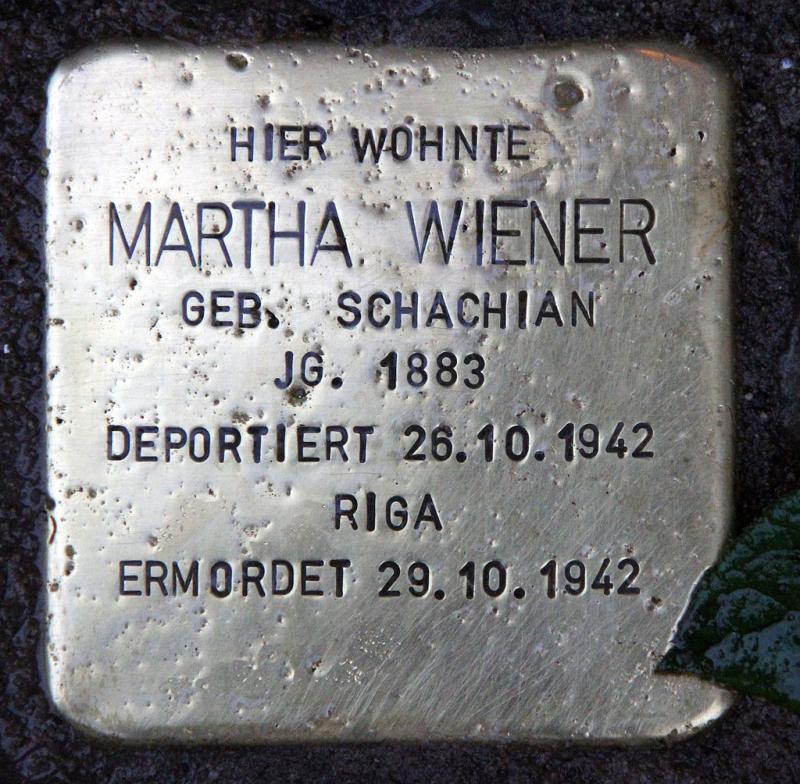 HIER WOHNTE
MARTHA WIENER
GEB. SCHACHIAN
JG. 1883
DEPORTIERT 26.10.1942
RIGA
ERMORDET 29.10.1942